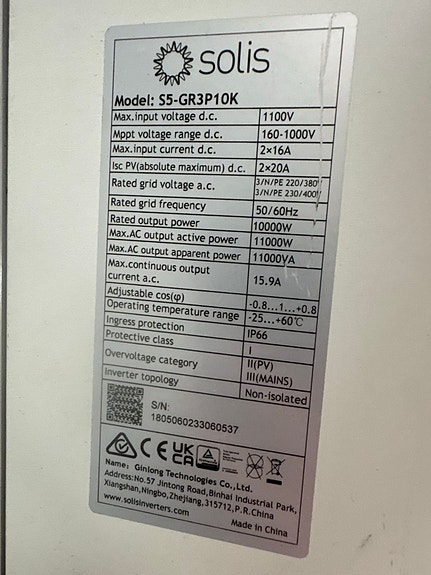 solis
Model: S5-GR3P10K
Max.input voltage d.c. 1100V
Mppt voltage range d.c. 160-1000V
Max.input current d.c. 2×16A
Isc PV(absolute maximum) d.c. 2×20A
Rated grid voltage a.c. 3/N/PE 220/380V
3/N/PE 230/400V
Rated grid frequency 50/60Hz
Rated output power 10000W
Max.AC output active power 11000W
Max.AC output apparent power 11000VA
Max.continuous output
current a.c. 15.9A
Adjustable cos(φ) -0.8...1...+0.8
Operating temperature range -25...+60℃
Ingress protection IP66
Protective class I
Overvoltage category II(PV)
III(MAINS)
Inverter topology Non-isolated
S/N:
1805060233060537
CE UK
CA
Name: Ginlong Technologies Co.,Ltd.
Address:No.57 Jintong Road,Binhai Industrial Park,
Xiangshan,Ningbo,Zhejiang,315712,P.R.China
www.solisinverters.com
Made in China